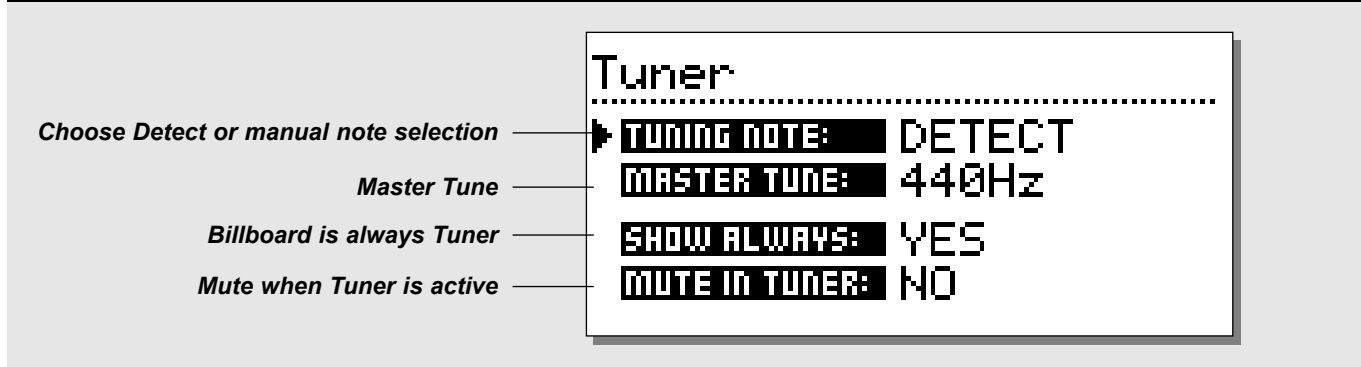 Tuner
Choose Detect or manual note selection TUNING NOTE: DETECT
Master Tune MASTER TUNE: 440Hz
Billboard is always Tuner SHOW ALWAYS: YES
Mute when Tuner is active MUTE IN TUNER: NO